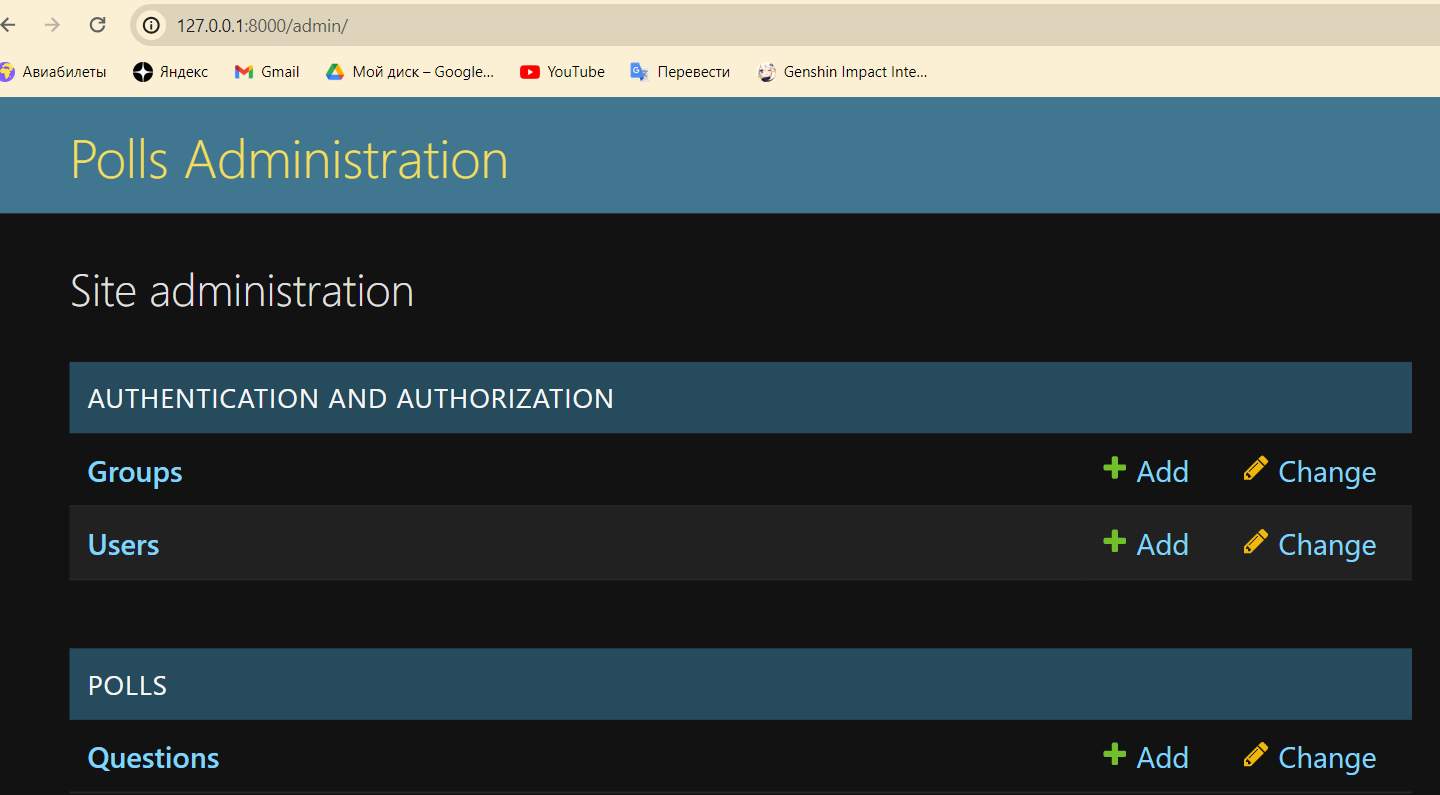 127.0.0.1:8000/admin/
Авиабилеты Яндекс Gmail Мой диск – Google... YouTube Перевести Genshin Impact Inte...
Polls Administration
Site administration
AUTHENTICATION AND AUTHORIZATION
Groups Add Change
Users Add Change
POLLS
Questions Add Change